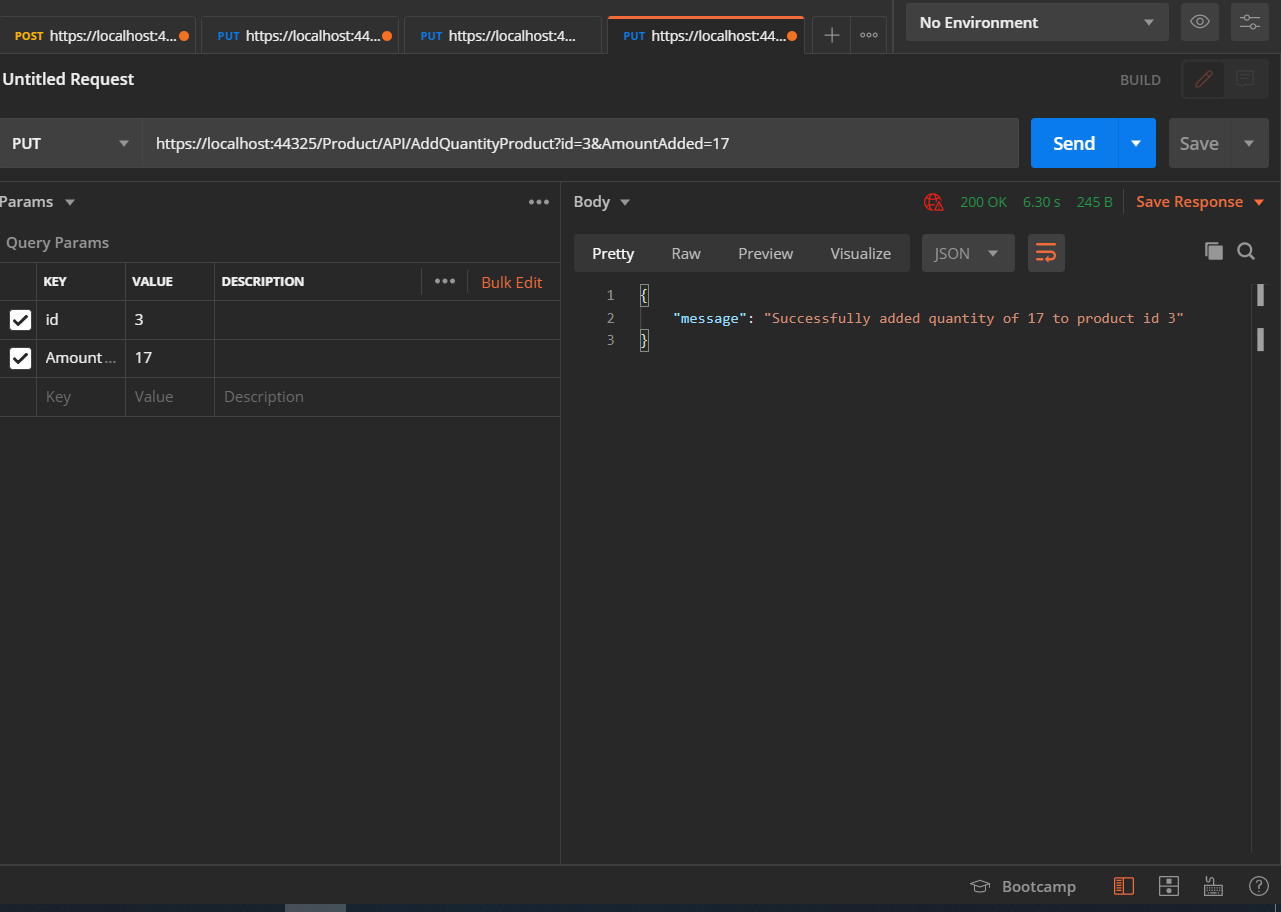 POST https://localhost:4...
PUT https://localhost:44...
PUT https://localhost:4...
PUT https://localhost:44...
No Environment
Untitled Request
BUILD
PUT
https://localhost:44325/Product/API/AddQuantityProduct?id=3&AmountAdded=17
Send
Save
Params
Body
200 OK 6.30 s 245 B
Save Response
Query Params
Pretty Raw Preview Visualize JSON
KEY VALUE DESCRIPTION
Bulk Edit
id 3
Amount... 17
Key Value Description
1 {
2 "message": "Successfully added quantity of 17 to product id 3"
3 }
Bootcamp
?